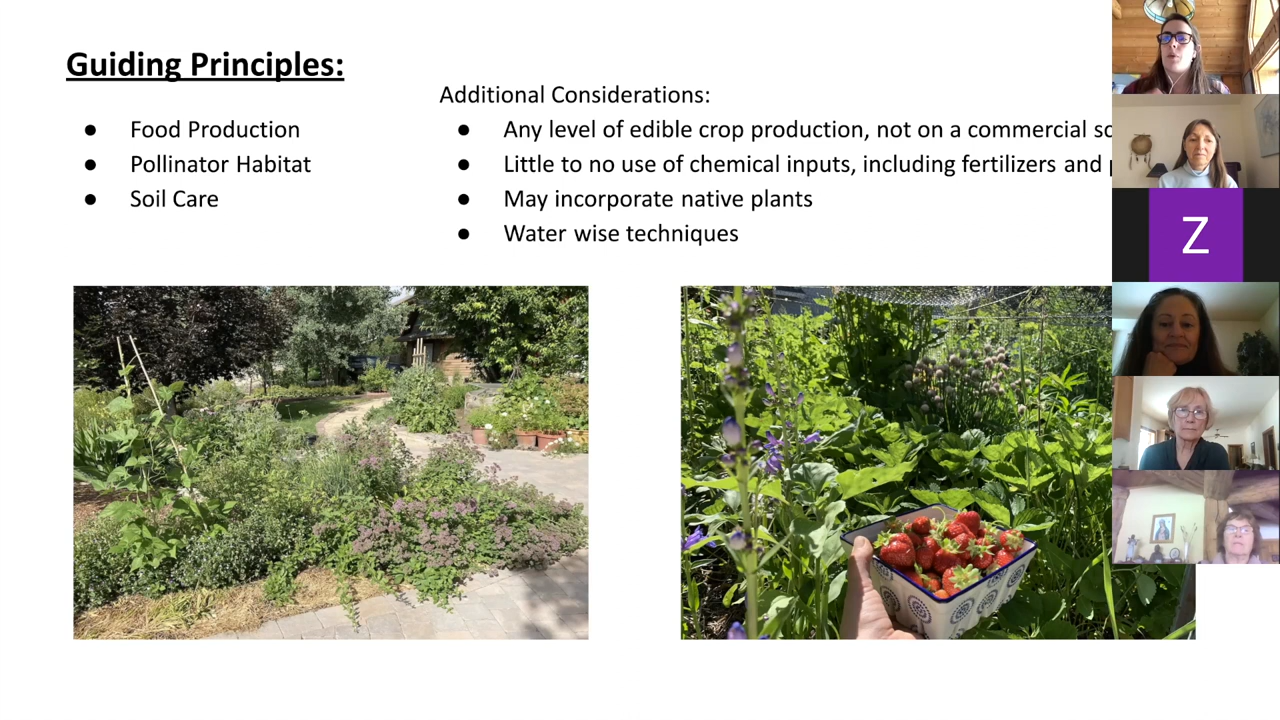 Guiding Principles:
Food Production
Pollinator Habitat
Soil Care
Additional Considerations:
Any level of edible crop production, not on a commercial
Little to no use of chemical inputs, including fertilizers and
May incorporate native plants
Water wise techniques
Z